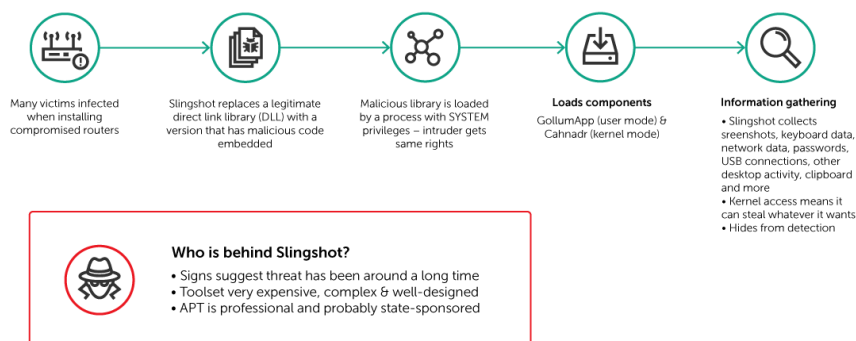 Many victims infected
when installing
compromised routers
Slingshot replaces a legitimate
direct link library (DLL) with a
version that has malicious code
embedded
Malicious library is loaded
by a process with SYSTEM
privileges – intruder gets
same rights
Loads components
GollumApp (user mode) &
Cahnadr (kernel mode)
Information gathering
• Slingshot collects
sreenshots, keyboard data,
network data, passwords,
USB connections, other
desktop activity, clipboard
and more
• Kernel access means it
can steal whatever it wants
• Hides from detection
Who is behind Slingshot?
• Signs suggest threat has been around a long time
• Toolset very expensive, complex & well-designed
• APT is professional and probably state-sponsored